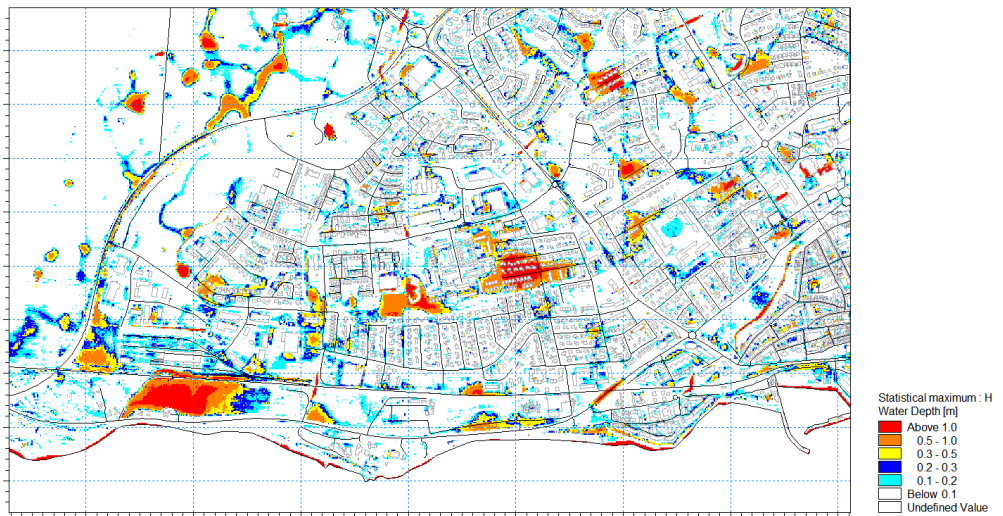 Statistical maximum : H
Water Depth [m]
Above 1.0
0.5 - 1.0
0.3 - 0.5
0.2 - 0.3
0.1 - 0.2
Below 0.1
Undefined Value